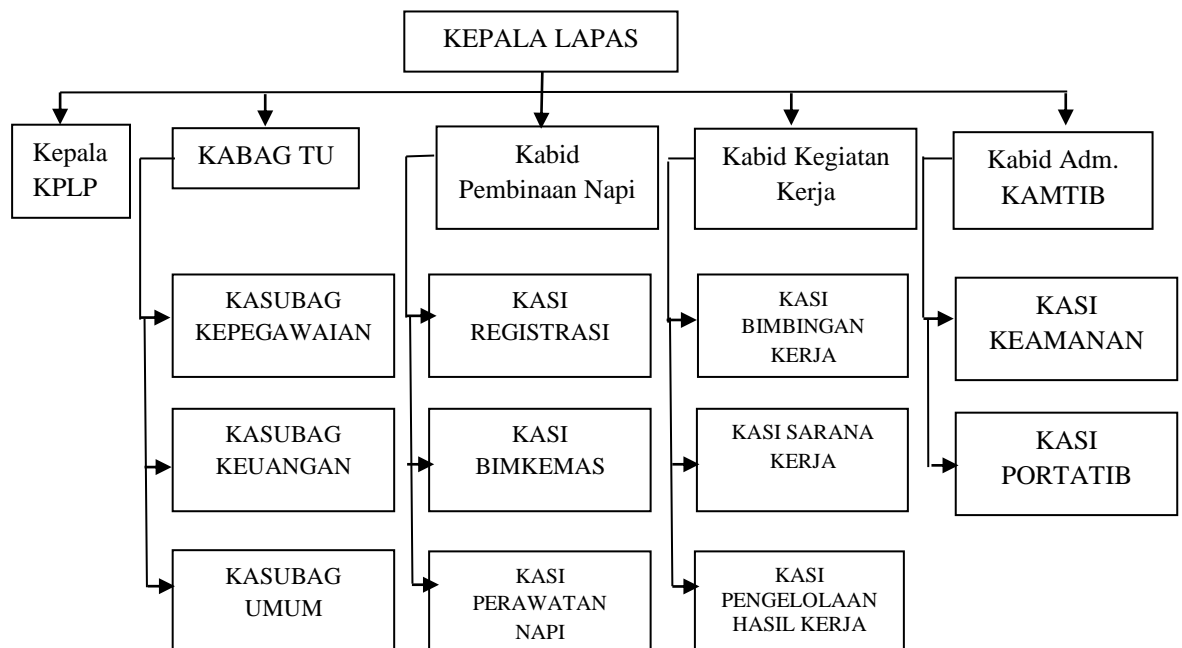 KEPALA LAPAS
Kepala
KPLP
KABAG TU
Kabid
Pembinaan Napi
Kabid Kegiatan
Kerja
Kabid Adm.
KAMTIB
KASUBAG
KEPEGAWAIAN
KASI
REGISTRASI
KASI
BIMBINGAN
KERJA
KASI
KEAMANAN
KASUBAG
KEUANGAN
KASI
BIMKEMAS
KASI SARANA
KERJA
KASI
PORTATIB
KASUBAG
UMUM
KASI
PERAWATAN
NAPI
KASI
PENGELOLAAN
HASIL KERJA